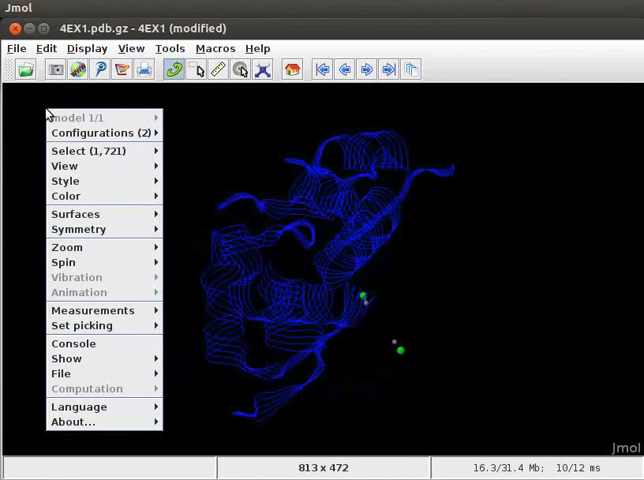 Jmol
4EX1.pdb.gz - 4EX1 (modified)
File Edit Display View Tools Macros Help
model 1/1
Configurations (2)
Select (1,721)
View
Style
Color
Surfaces
Symmetry
Zoom
Spin
Vibration
Animation
Measurements
Set picking
Console
Show
File
Computation
Language
About...
Jmol
813 x 472
16.3/31.4 Mb; 10/12 ms